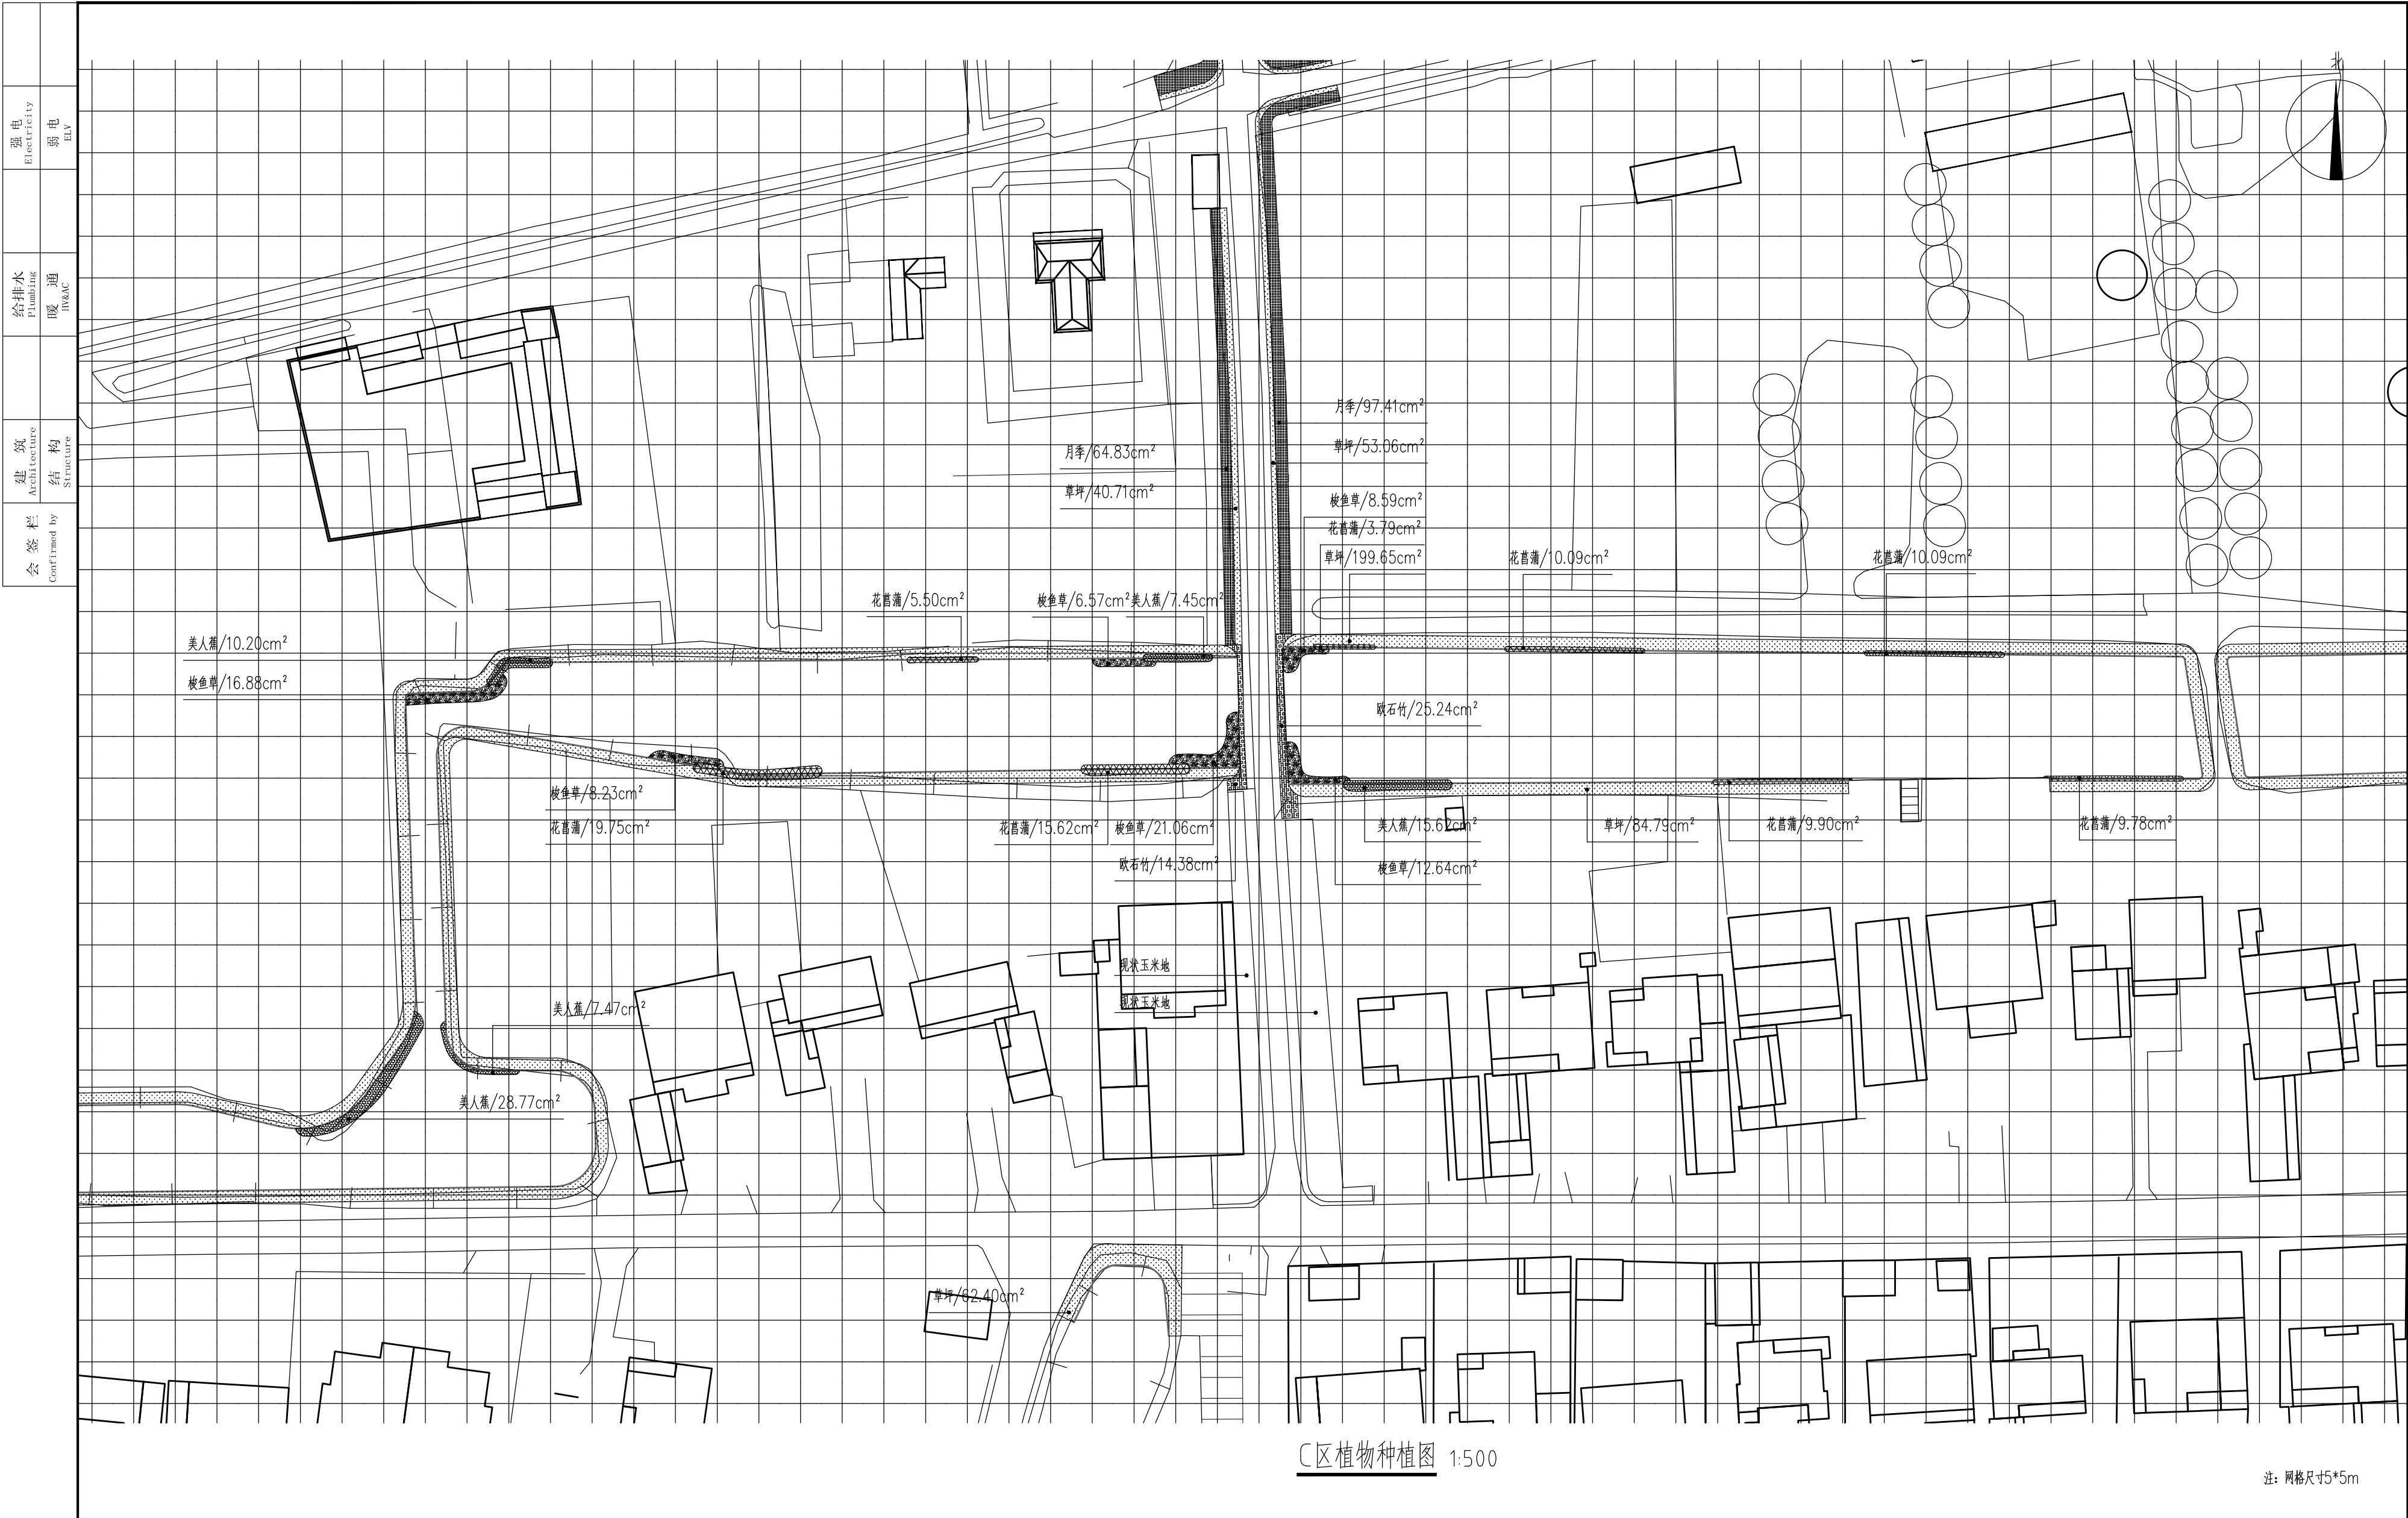 强 电
Electricity
弱 电
ELV
给排水
Plumbing
暖 通
HV&AC
建 筑
Architecture
结 构
Structure
会 签 栏
Confirmed by
北
月季/97.41cm²
草坪/53.06cm²
月季/64.83cm²
草坪/40.71cm²
梭鱼草/8.59cm²
花菖蒲/3.79cm²
草坪/199.65cm²
花菖蒲/10.09cm²
花菖蒲/10.09cm²
花菖蒲/5.50cm²
梭鱼草/6.57cm²
美人蕉/7.45cm²
美人蕉/10.20cm²
梭鱼草/16.88cm²
欧石竹/25.24cm²
梭鱼草/8.23cm²
花菖蒲/19.75cm²
花菖蒲/15.62cm²
梭鱼草/21.06cm²
欧石竹/14.38cm²
美人蕉/15.62cm²
梭鱼草/12.64cm²
草坪/84.79cm²
花菖蒲/9.90cm²
花菖蒲/9.78cm²
现状玉米地
现状玉米地
美人蕉/7.47cm²
美人蕉/28.77cm²
草坪/62.40cm²
C区植物种植图 1:500
注: 网格尺寸5*5m